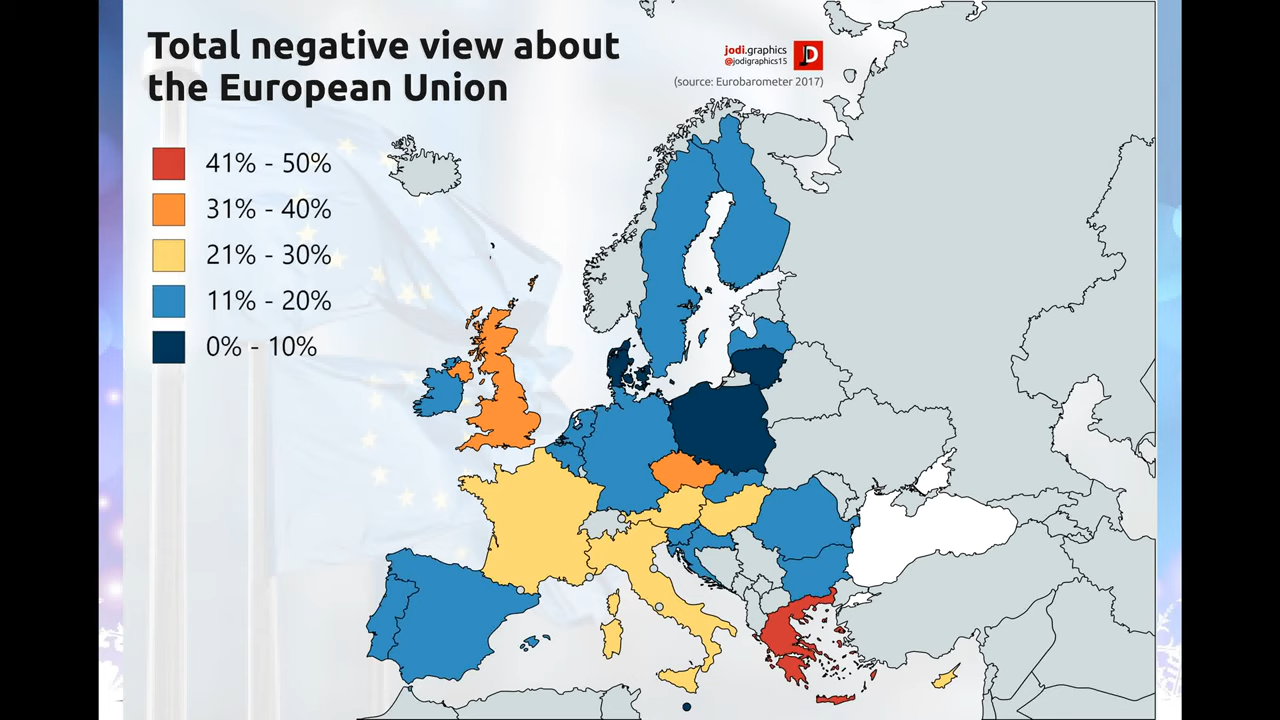 Total negative view about
the European Union
jodi.graphics
@jodigraphics15
(source: Eurobarometer 2017)
41% - 50%
31% - 40%
21% - 30%
11% - 20%
0% - 10%